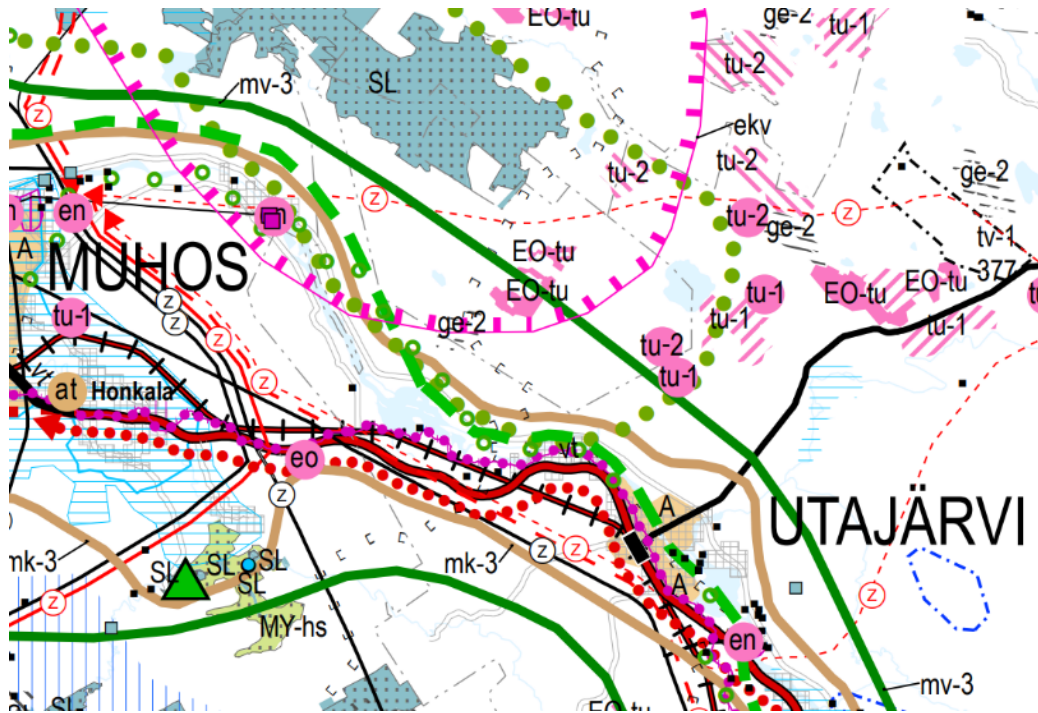 EO-tu
ge-2
tu-1
tu-2
mv-3
SL
ekv
tu-2
tu-2
ge-2
z
z
z
en
tu-2
ge-2
A
tv-1
MUHOS
EO-tu
377
EO-tu
EO-tu
EO-tu
tu-1
z
tu-1
tu-1
tu-1
ge-2
z
z
tu-2
vt
tu-1
z
at
Honkala
vt
eo
z
A
UTAJÄRVI
mk-3
mk-3
z
z
SL
SL
SL
SL
A
z
z
MY-hs
en
mv-3
SL-
EO-tu
z